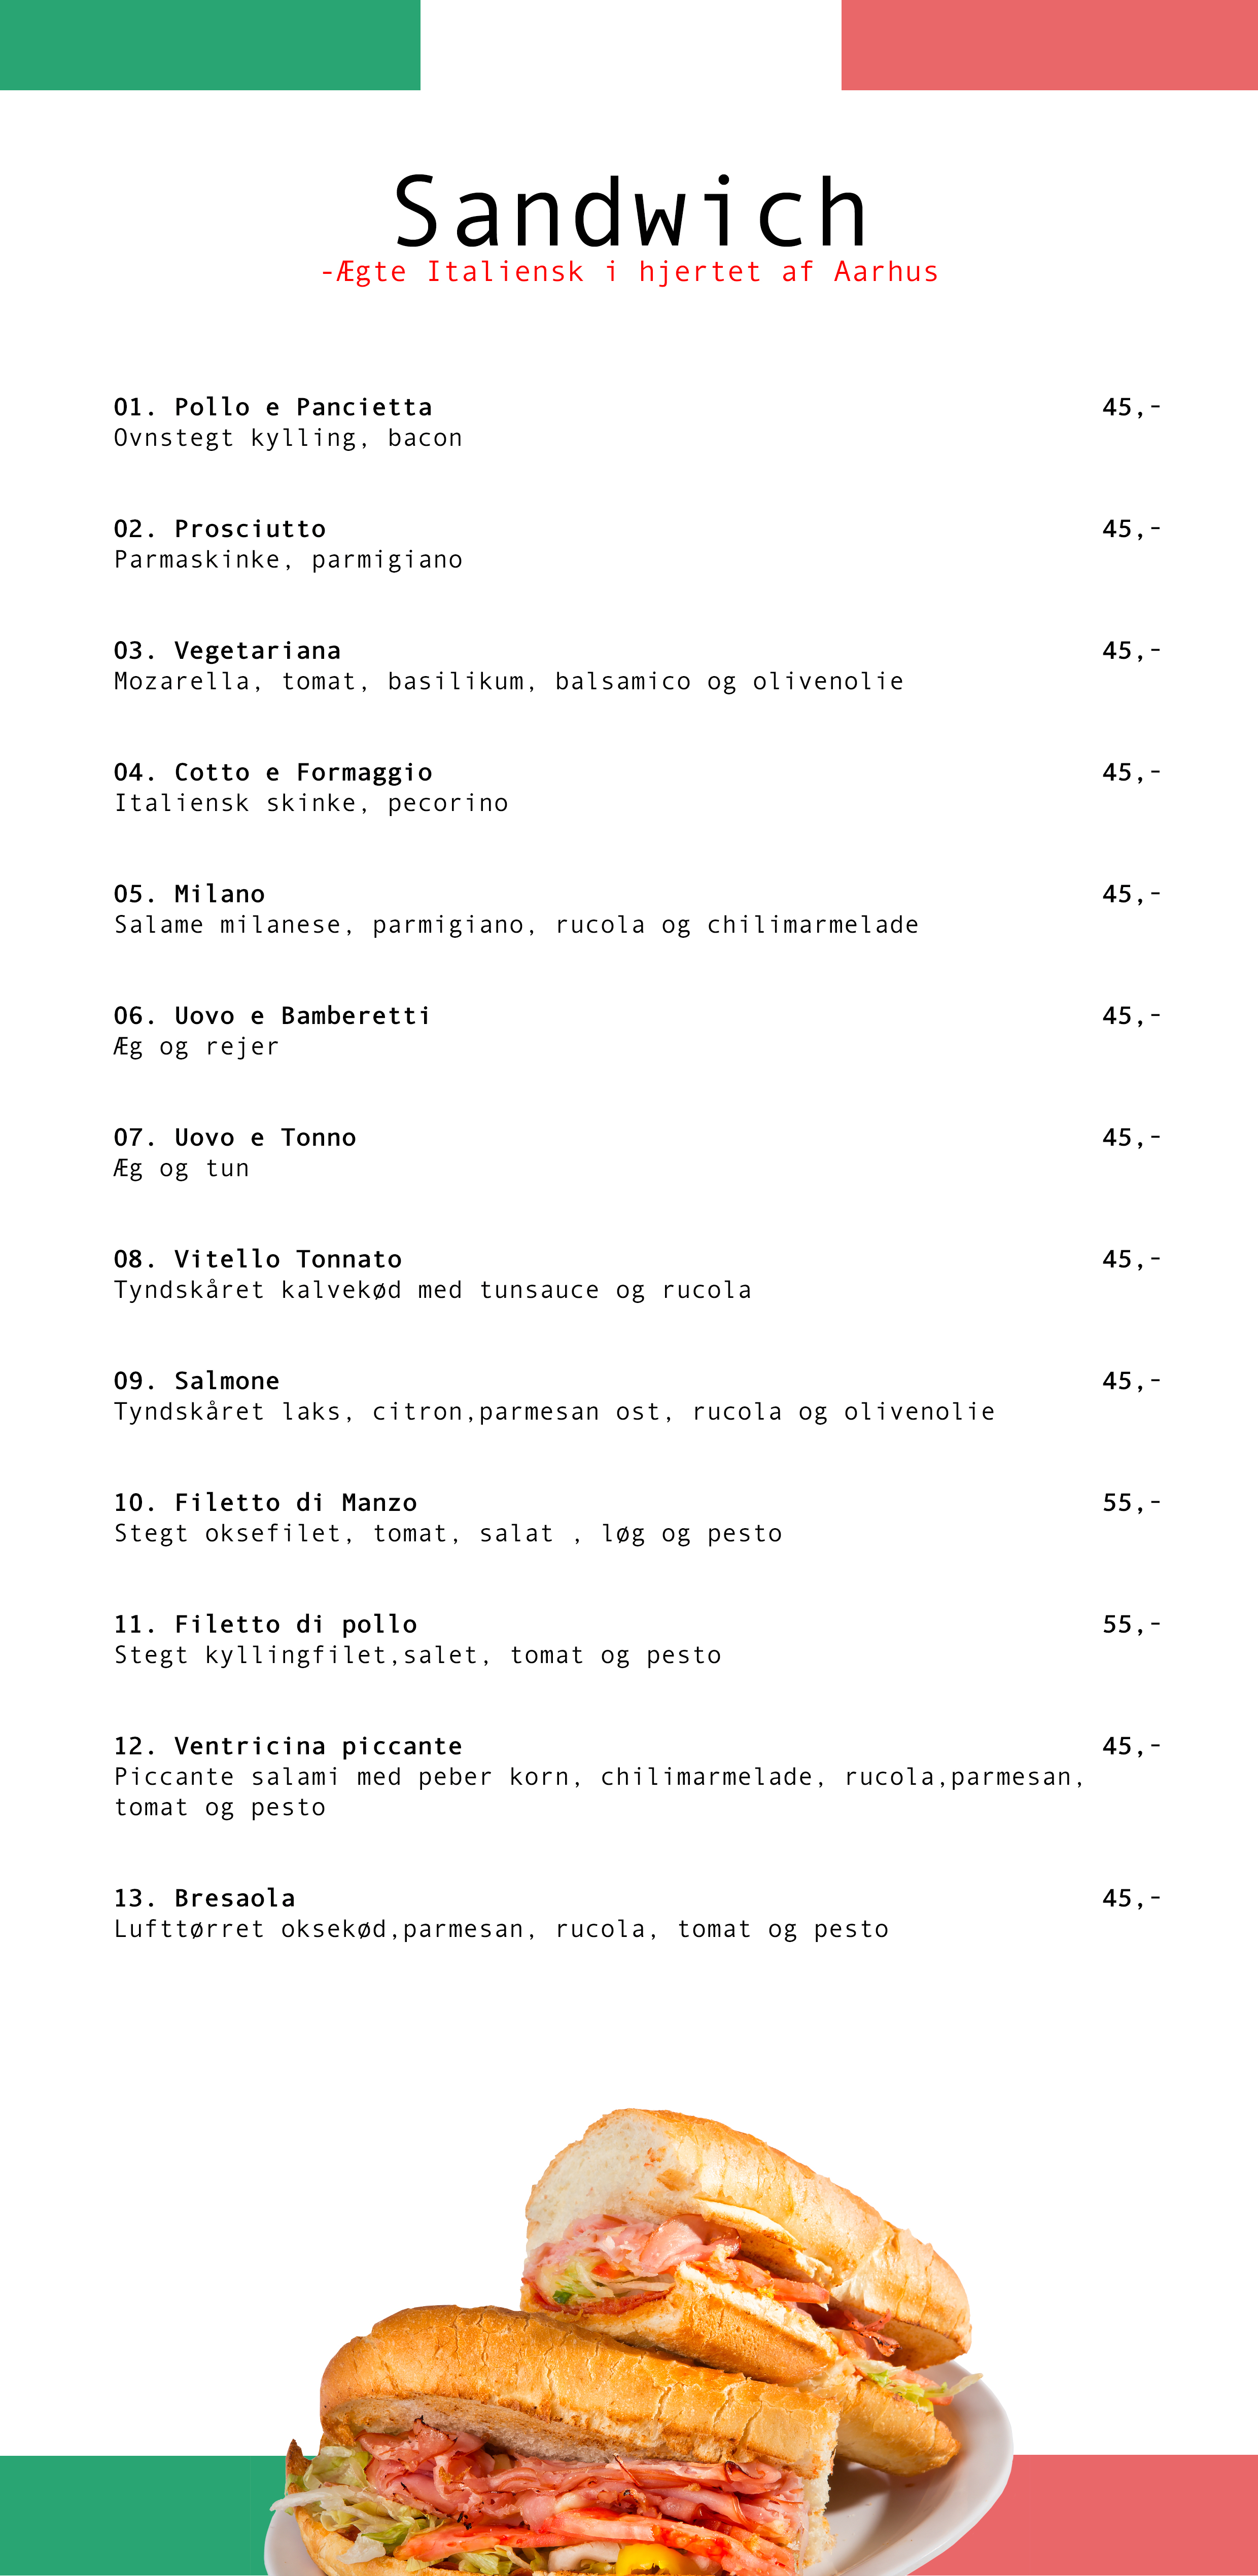 Sandwich
-Ægte Italiensk i hjertet af Aarhus
01. Pollo e Pancietta 45,-
Ovnstegt kylling, bacon
02. Prosciutto 45,-
Parmaskinke, parmigiano
03. Vegetariana 45,-
Mozarella, tomat, basilikum, balsamico og olivenolie
04. Cotto e Formaggio 45,-
Italiensk skinke, pecorino
05. Milano 45,-
Salame milanese, parmigiano, rucola og chilimarmelade
06. Uovo e Bamberetti 45,-
Æg og rejer
07. Uovo e Tonno 45,-
Æg og tun
08. Vitello Tonnato 45,-
Tyndskåret kalvekød med tunsauce og rucola
09. Salmone 45,-
Tyndskåret laks, citron,parmesan ost, rucola og olivenolie
10. Filetto di Manzo 55,-
Stegt oksefilet, tomat, salat , løg og pesto
11. Filetto di pollo 55,-
Stegt kyllingfilet,salet, tomat og pesto
12. Ventricina piccante 45,-
Piccante salami med peber korn, chilimarmelade, rucola,parmesan,
tomat og pesto
13. Bresaola 45,-
Lufttørret oksekød,parmesan, rucola, tomat og pesto